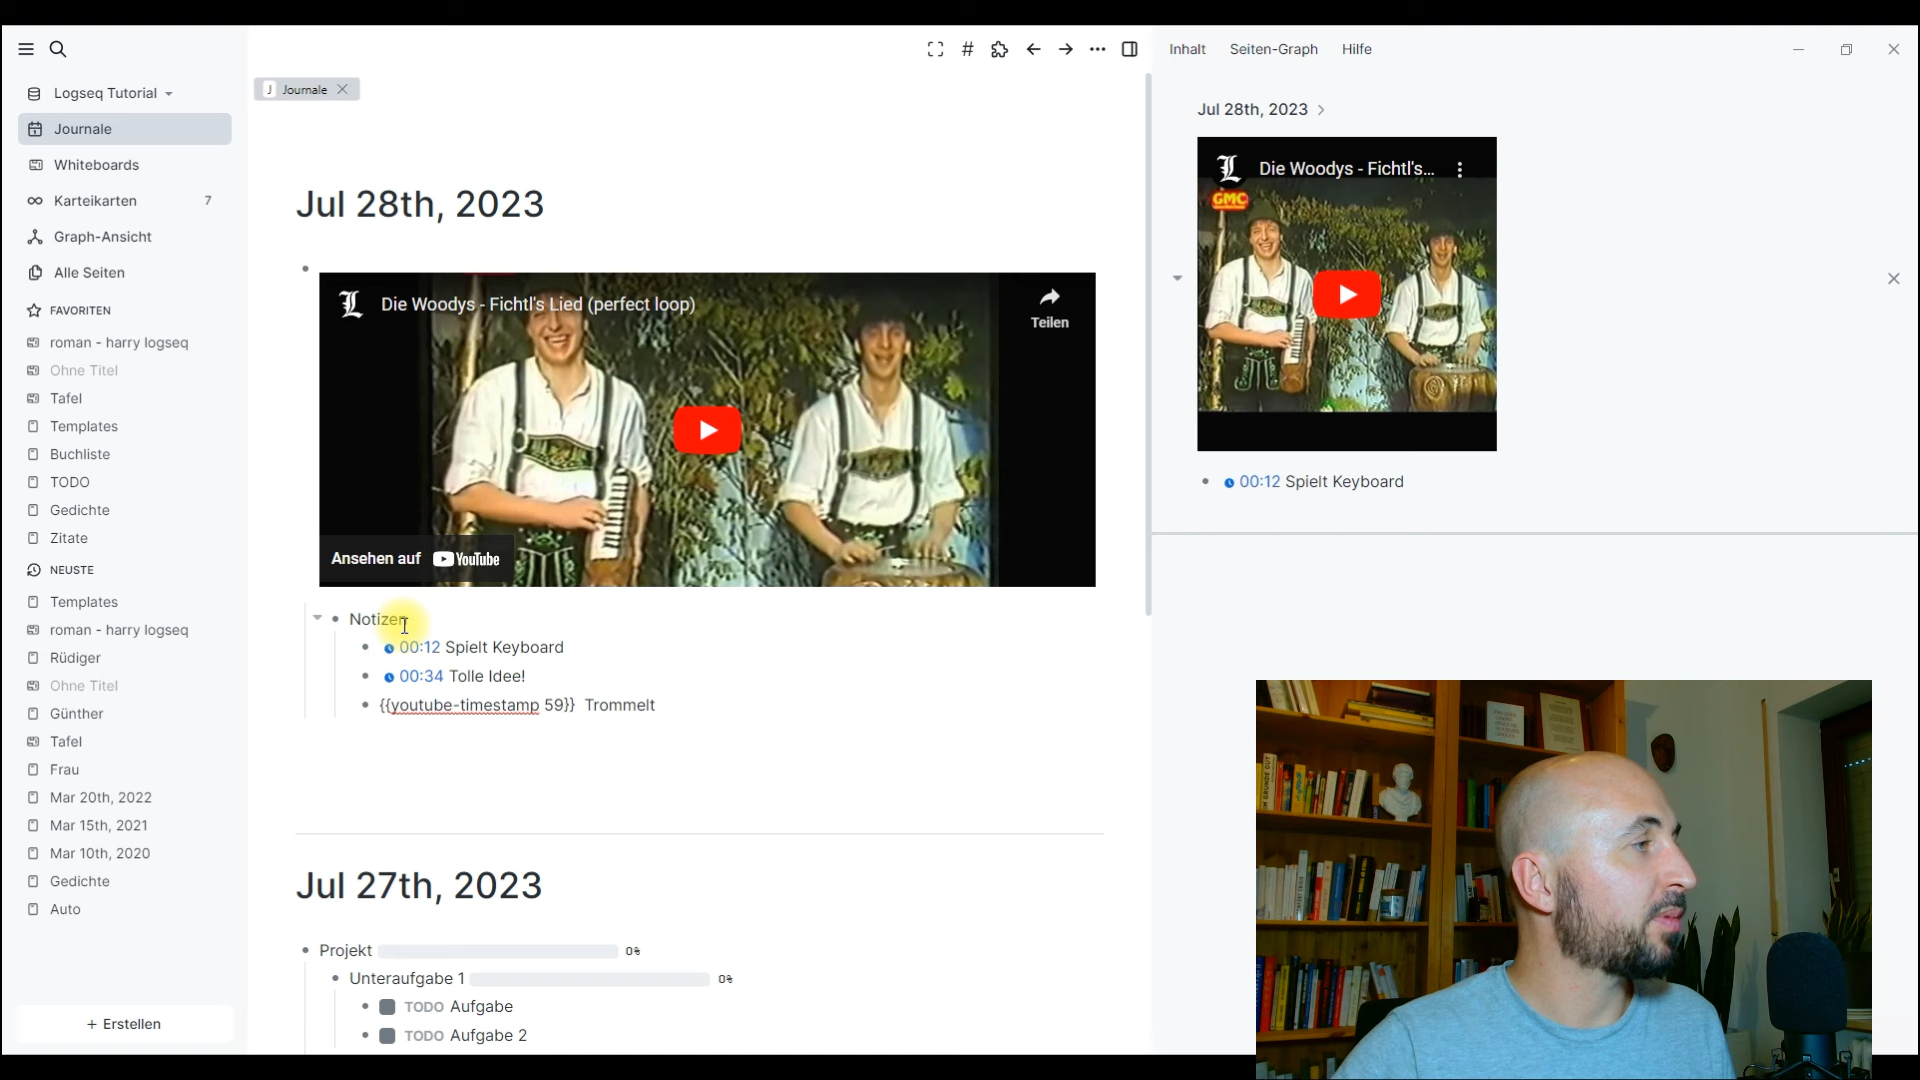 Logseq Tutorial
Journale
Whiteboards
Karteikarten 7
Graph-Ansicht
Alle Seiten
FAVORITEN
roman - harry logseq
Ohne Titel
Tafel
Templates
Buchliste
TODO
Gedichte
Zitate
NEUSTE
Templates
roman - harry logseq
Rüdiger
Ohne Titel
Günther
Tafel
Frau
Mar 20th, 2022
Mar 15th, 2021
Mar 10th, 2020
Gedichte
Auto
+ Erstellen
J Journale
Jul 28th, 2023
L Die Woodys - Fichtl's Lied (perfect loop)
Teilen
Ansehen auf YouTube
Notizen
00:12 Spielt Keyboard
00:34 Tolle Idee!
{{youtube-timestamp 59}} Trommelt
Jul 27th, 2023
Projekt 0%
Unteraufgabe 1 0%
TODO Aufgabe
TODO Aufgabe 2
Inhalt Seiten-Graph Hilfe
Jul 28th, 2023
L Die Woodys - Fichtl's...
GMC
00:12 Spielt Keyboard